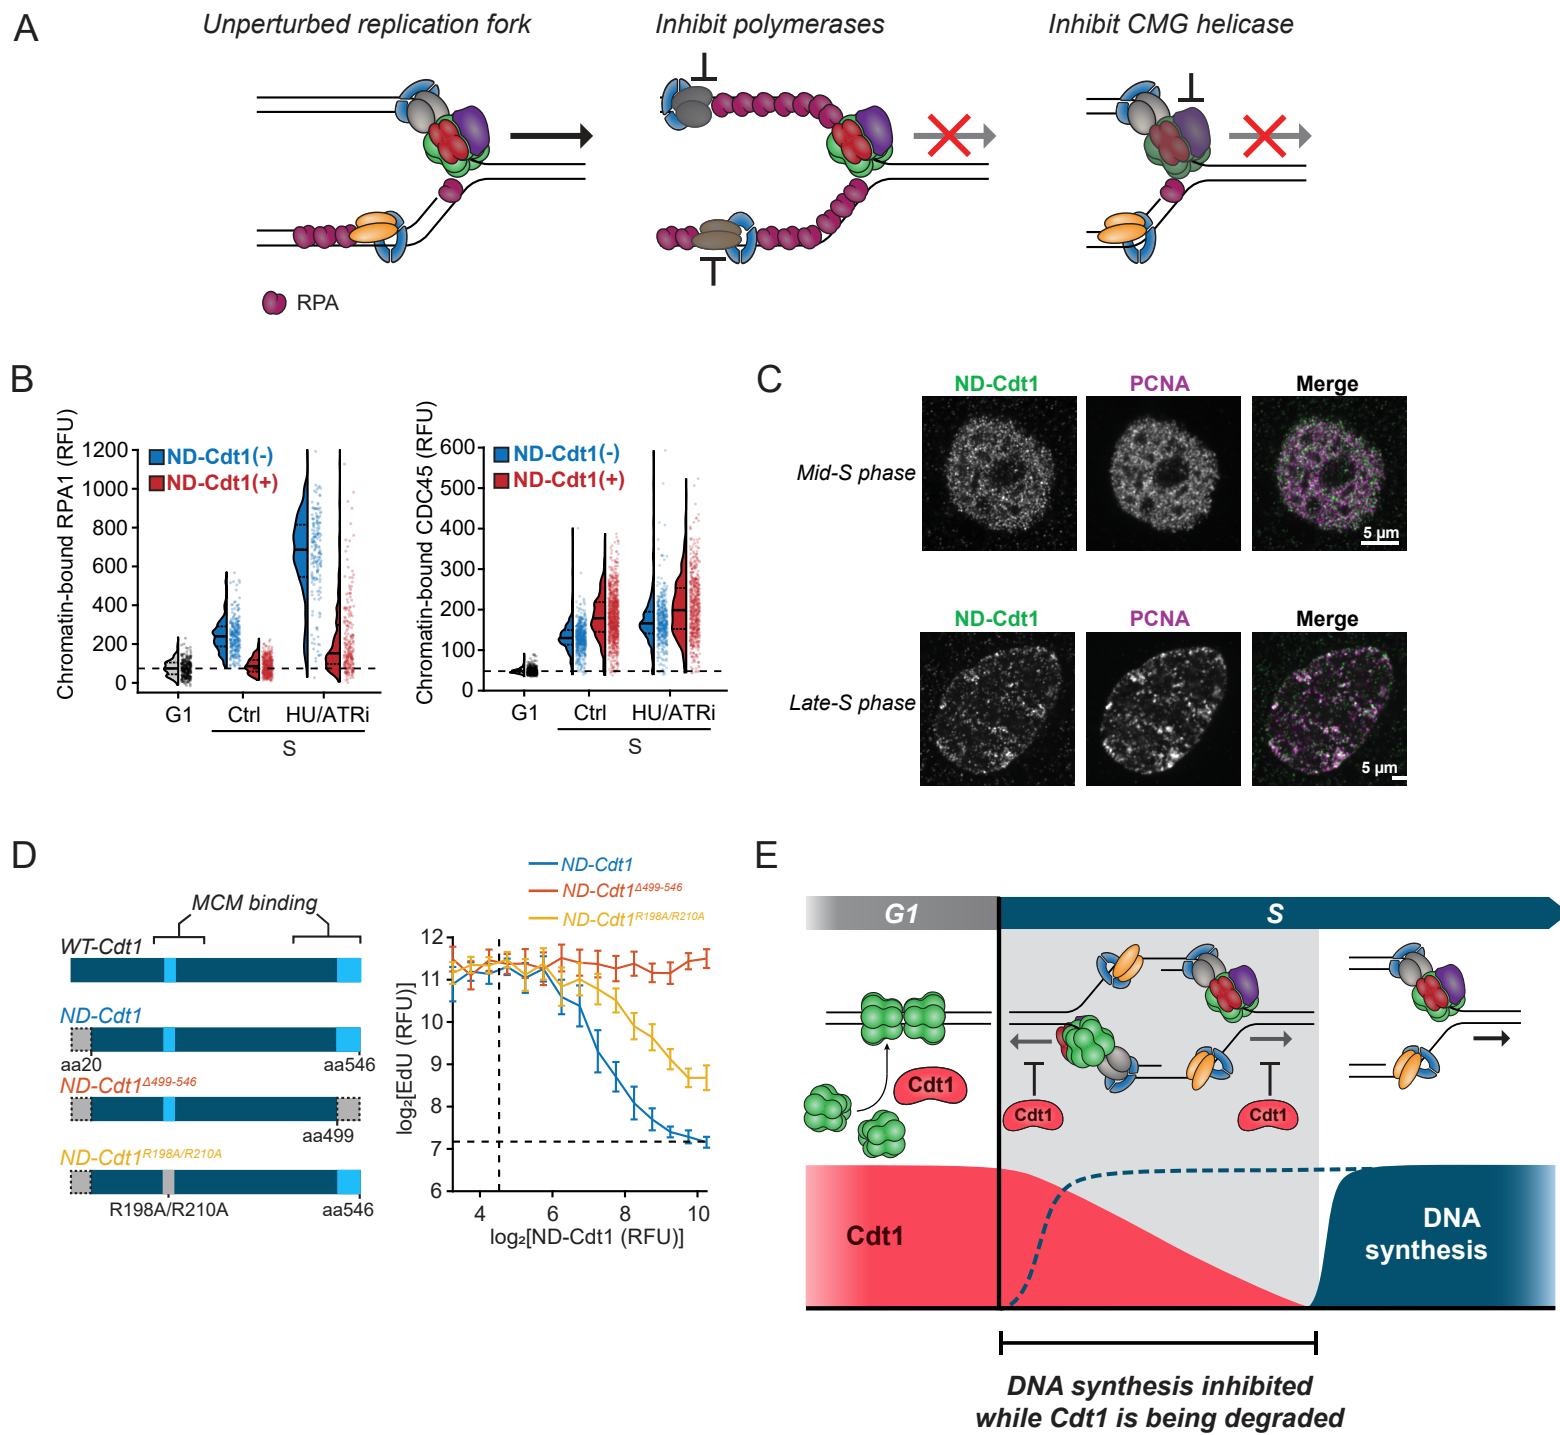 A
Unperturbed replication fork
Inhibit polymerases
Inhibit CMG helicase
RPA
B
Chromatin-bound RPA1 (RFU)
1200
1000
800
600
400
200
0
ND-Cdt1(-)
ND-Cdt1(+)
G1
Ctrl
HU/ATRi
S
Chromatin-bound CDC45 (RFU)
600
500
400
300
200
100
0
ND-Cdt1(-)
ND-Cdt1(+)
G1
Ctrl
HU/ATRi
S
C
ND-Cdt1
PCNA
Merge
Mid-S phase
5 µm
ND-Cdt1
PCNA
Merge
Late-S phase
5 µm
D
MCM binding
WT-Cdt1
ND-Cdt1
aa20
aa546
ND-Cdt1Δ499-546
aa499
ND-Cdt1R198A/R210A
R198A/R210A
aa546
ND-Cdt1
ND-Cdt1Δ499-546
ND-Cdt1R198A/R210A
log₂[EdU (RFU)]
12
11
10
9
8
7
6
4
6
8
10
log₂[ND-Cdt1 (RFU)]
E
G1
S
Cdt1
Cdt1
Cdt1
Cdt1
DNA
synthesis
DNA synthesis inhibited
while Cdt1 is being degraded